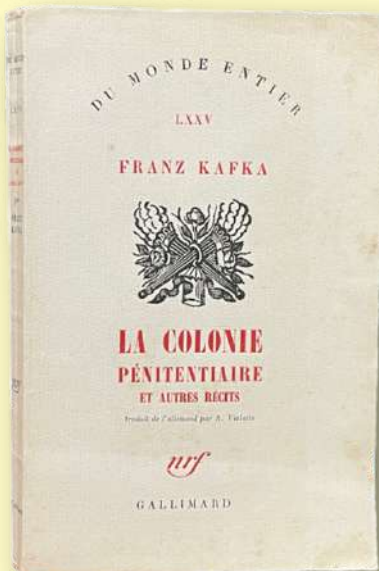 DU MONDE ENTIER
LXXV
FRANZ KAFKA
LA COLONIE
PÉNITENTIAIRE
ET AUTRES RÉCITS
traduit de l'allemand par A. Vialatte
nrf
GALLIMARD